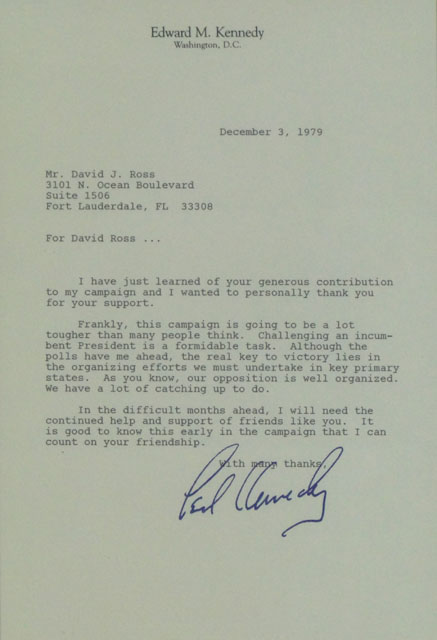 Edward M. Kennedy
Washington, D.C.
December 3, 1979
Mr. David J. Ross
3101 N. Ocean Boulevard
Suite 1506
Fort Lauderdale, FL 33308
For David Ross ...
I have just learned of your generous contribution
to my campaign and I wanted to personally thank you
for your support.
Frankly, this campaign is going to be a lot
tougher than many people think. Challenging an incum-
bent President is a formidable task. Although the
polls have me ahead, the real key to victory lies in
the organizing efforts we must undertake in key primary
states. As you know, our opposition is well organized.
We have a lot of catching up to do.
In the difficult months ahead, I will need the
continued help and support of friends like you. It
is good to know this early in the campaign that I can
count on your friendship.
With many thanks,
Ted Kennedy